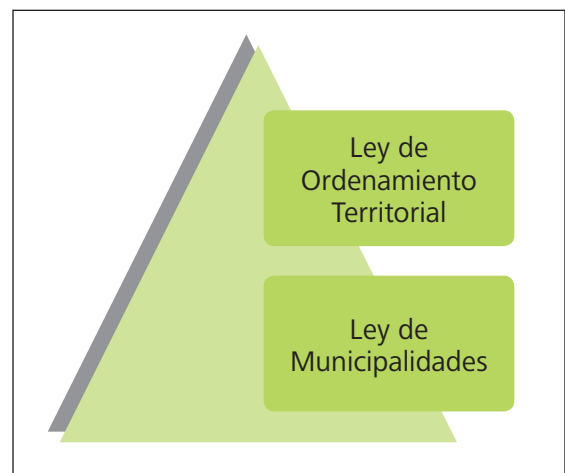 Ley de
Ordenamiento
Territorial
Ley de
Municipalidades